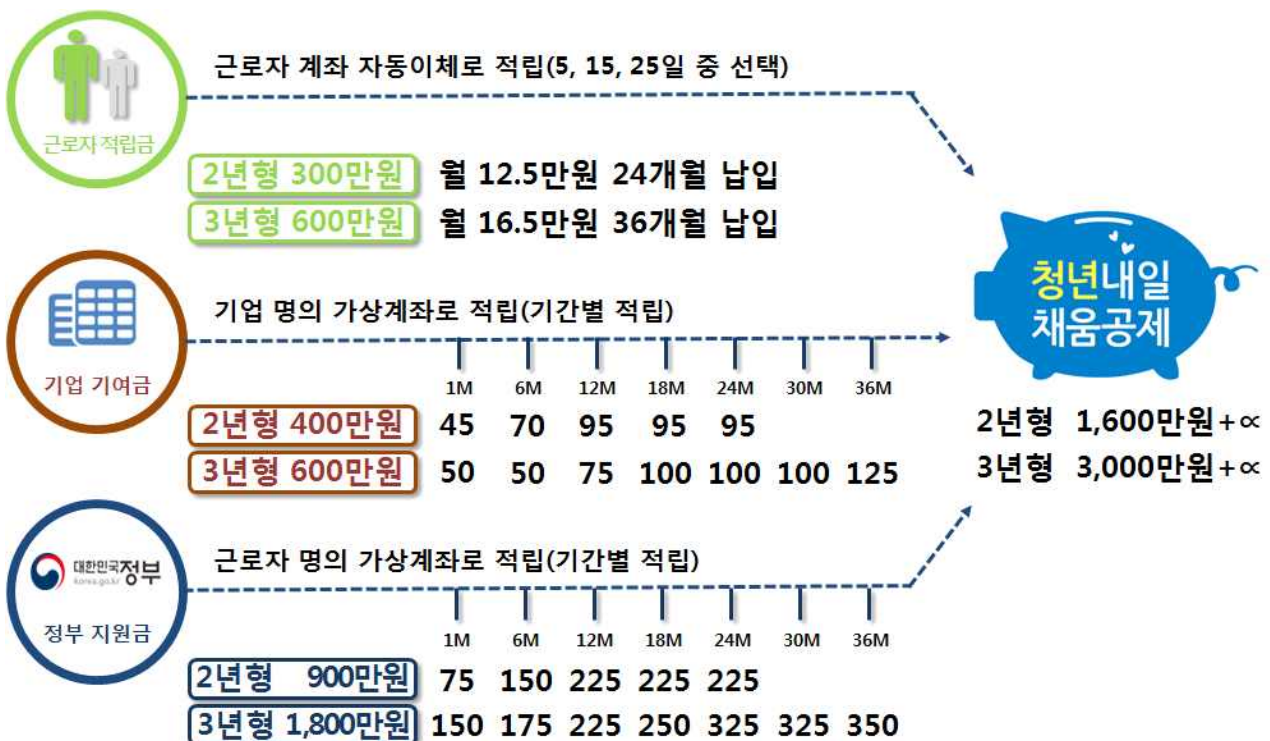 근로자 계좌 자동이체로 적립(5, 15, 25일 중 선택)
근로자 적립금
2년형 300만원 월 12.5만원 24개월 납입
3년형 600만원 월 16.5만원 36개월 납입
기업 명의 가상계좌로 적립(기간별 적립)
기업 기여금
1M 6M 12M 18M 24M 30M 36M
2년형 400만원 45 70 95 95 95
3년형 600만원 50 50 75 100 100 100 125
청년내일
채움공제
2년형 1,600만원+∝
3년형 3,000만원+∝
근로자 명의 가상계좌로 적립(기간별 적립)
대한민국정부
korea.go.kr
정부 지원금
1M 6M 12M 18M 24M 30M 36M
2년형 900만원 75 150 225 225 225
3년형 1,800만원 150 175 225 250 325 325 350